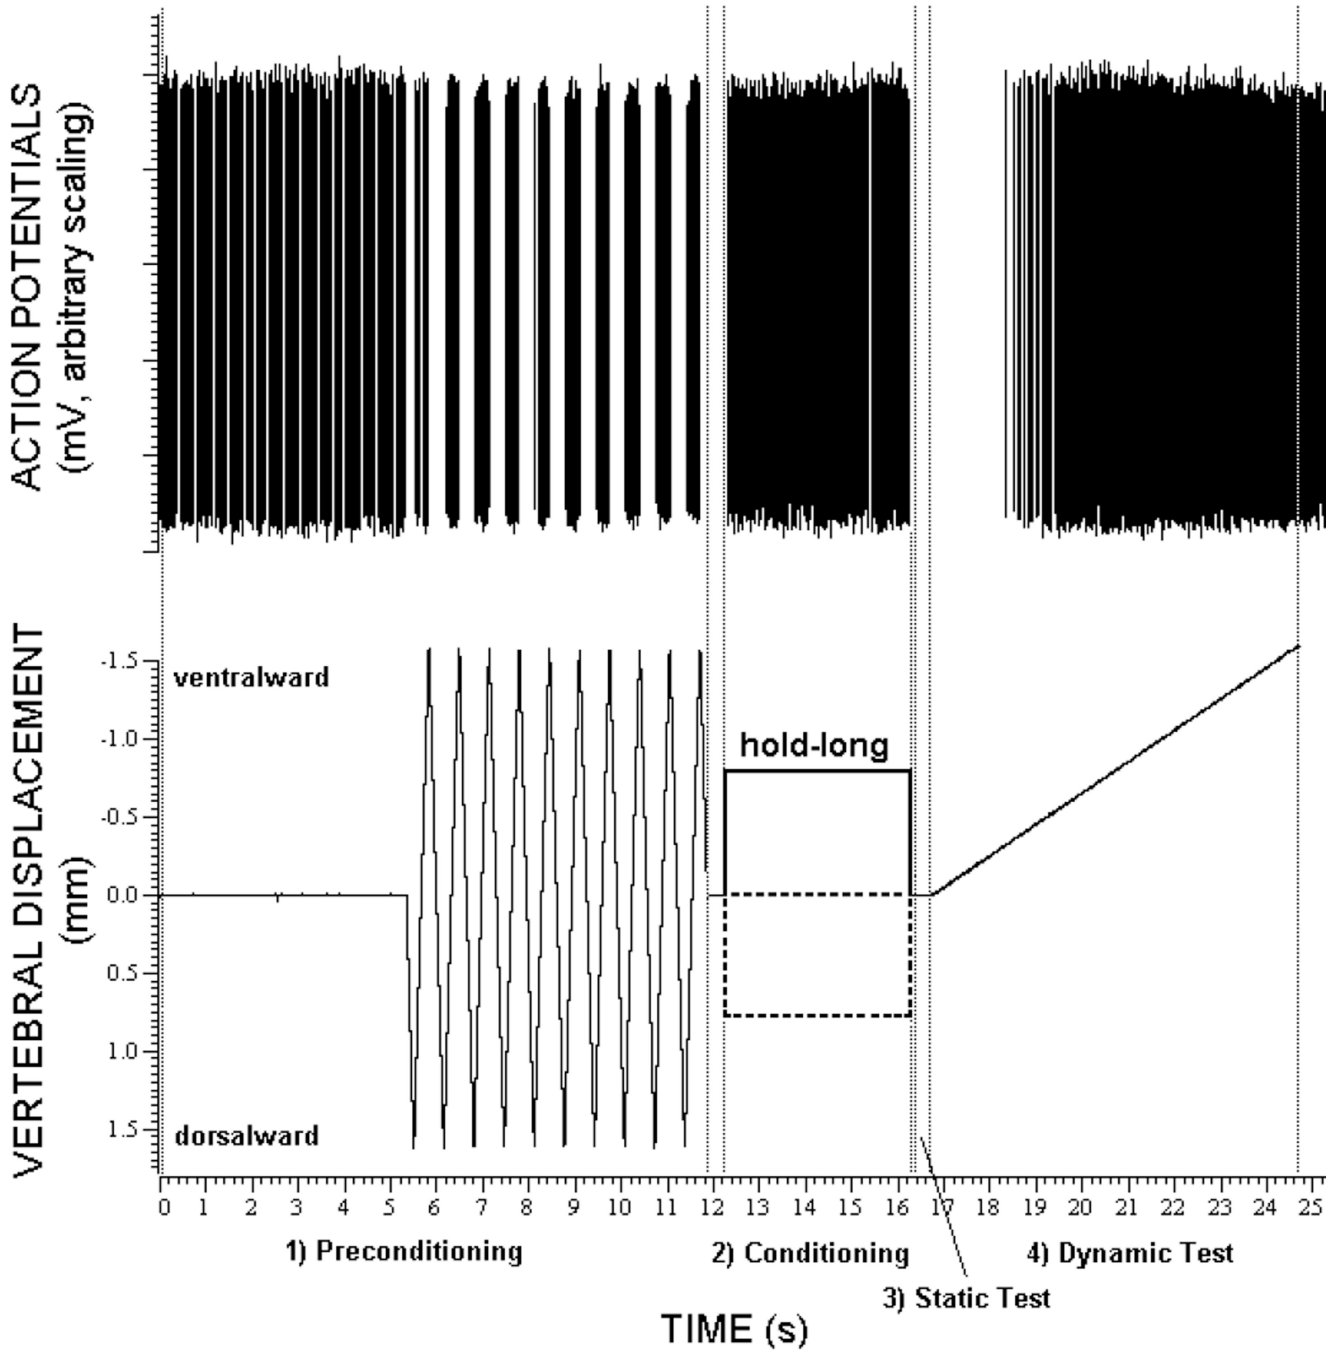 ACTION POTENTIALS
(mV, arbitrary scaling)
VERTEBRAL DISPLACEMENT
(mm)
-1.5
-1.0
-0.5
0.0
0.5
1.0
1.5
ventralward
hold-long
dorsalward
0 1 2 3 4 5 6 7 8 9 10 11 12 13 14 15 16 17 18 19 20 21 22 23 24 25
1) Preconditioning 2) Conditioning 4) Dynamic Test
3) Static Test
TIME (s)